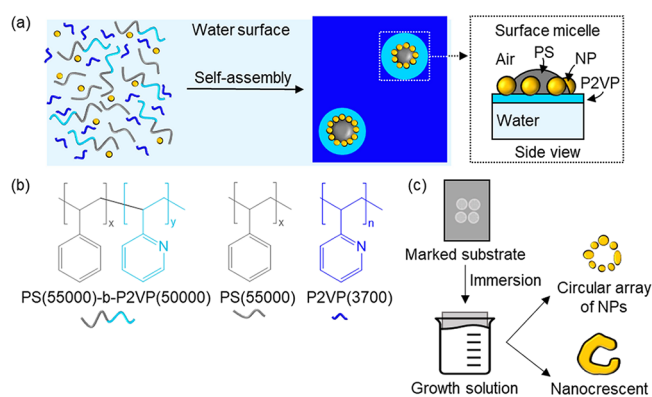 (a)
Water surface
Self-assembly
Surface micelle
Air
PS
NP
P2VP
Water
Side view
(b)
x
y
N
x
n
N
PS(55000)-b-P2VP(50000)
PS(55000)
P2VP(3700)
(c)
Marked substrate
Immersion
Growth solution
Circular array
of NPs
Nanocrescent